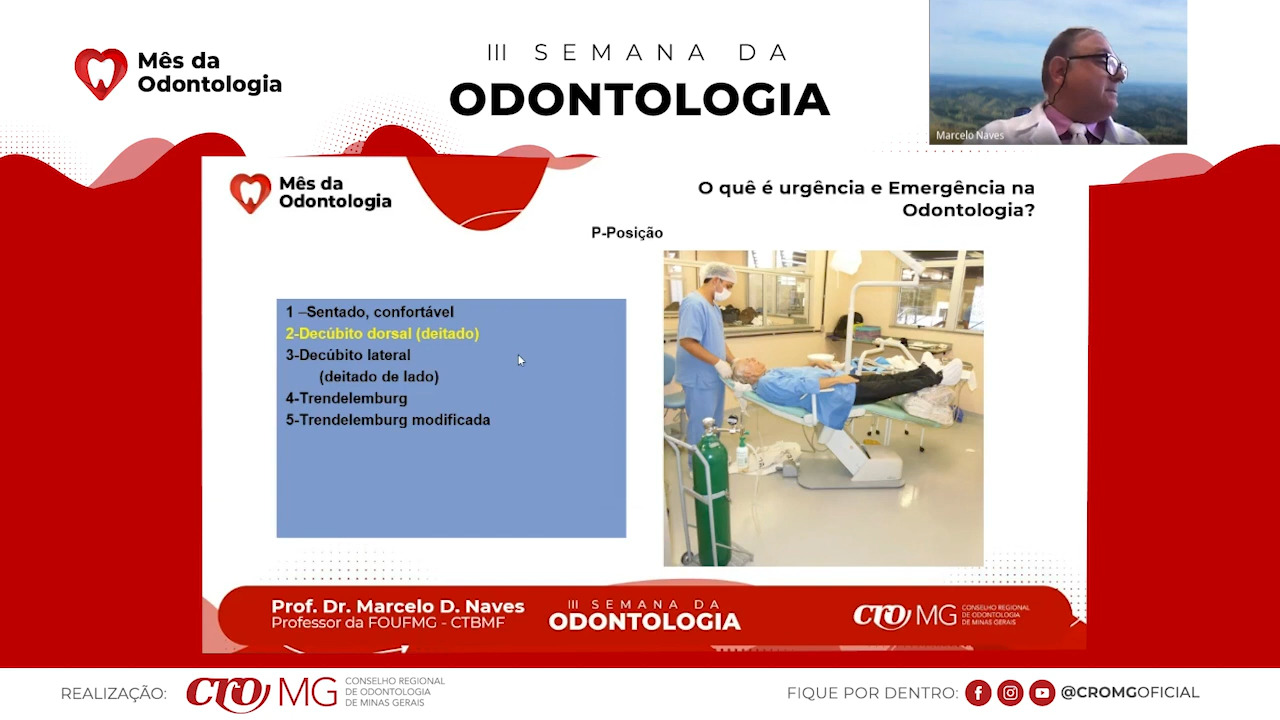 Mês da
Odontologia
III SEMANA DA
ODONTOLOGIA
Marcelo Naves
Mês da
Odontologia
O quê é urgência e Emergência na
Odontologia?
P-Posição
1 –Sentado, confortável
2-Decúbito dorsal (deitado)
3-Decúbito lateral
(deitado de lado)
4-Trendelemburg
5-Trendelemburg modificada
Prof. Dr. Marcelo D. Naves
Professor da FOUFMG - CTBMF
III SEMANA DA
ODONTOLOGIA
CRO MG
CONSELHO REGIONAL
DE ODONTOLOGIA
DE MINAS GERAIS
REALIZAÇÃO:
CRO MG
CONSELHO REGIONAL
DE ODONTOLOGIA
DE MINAS GERAIS
FIQUE POR DENTRO:
@CROMGOFICIAL